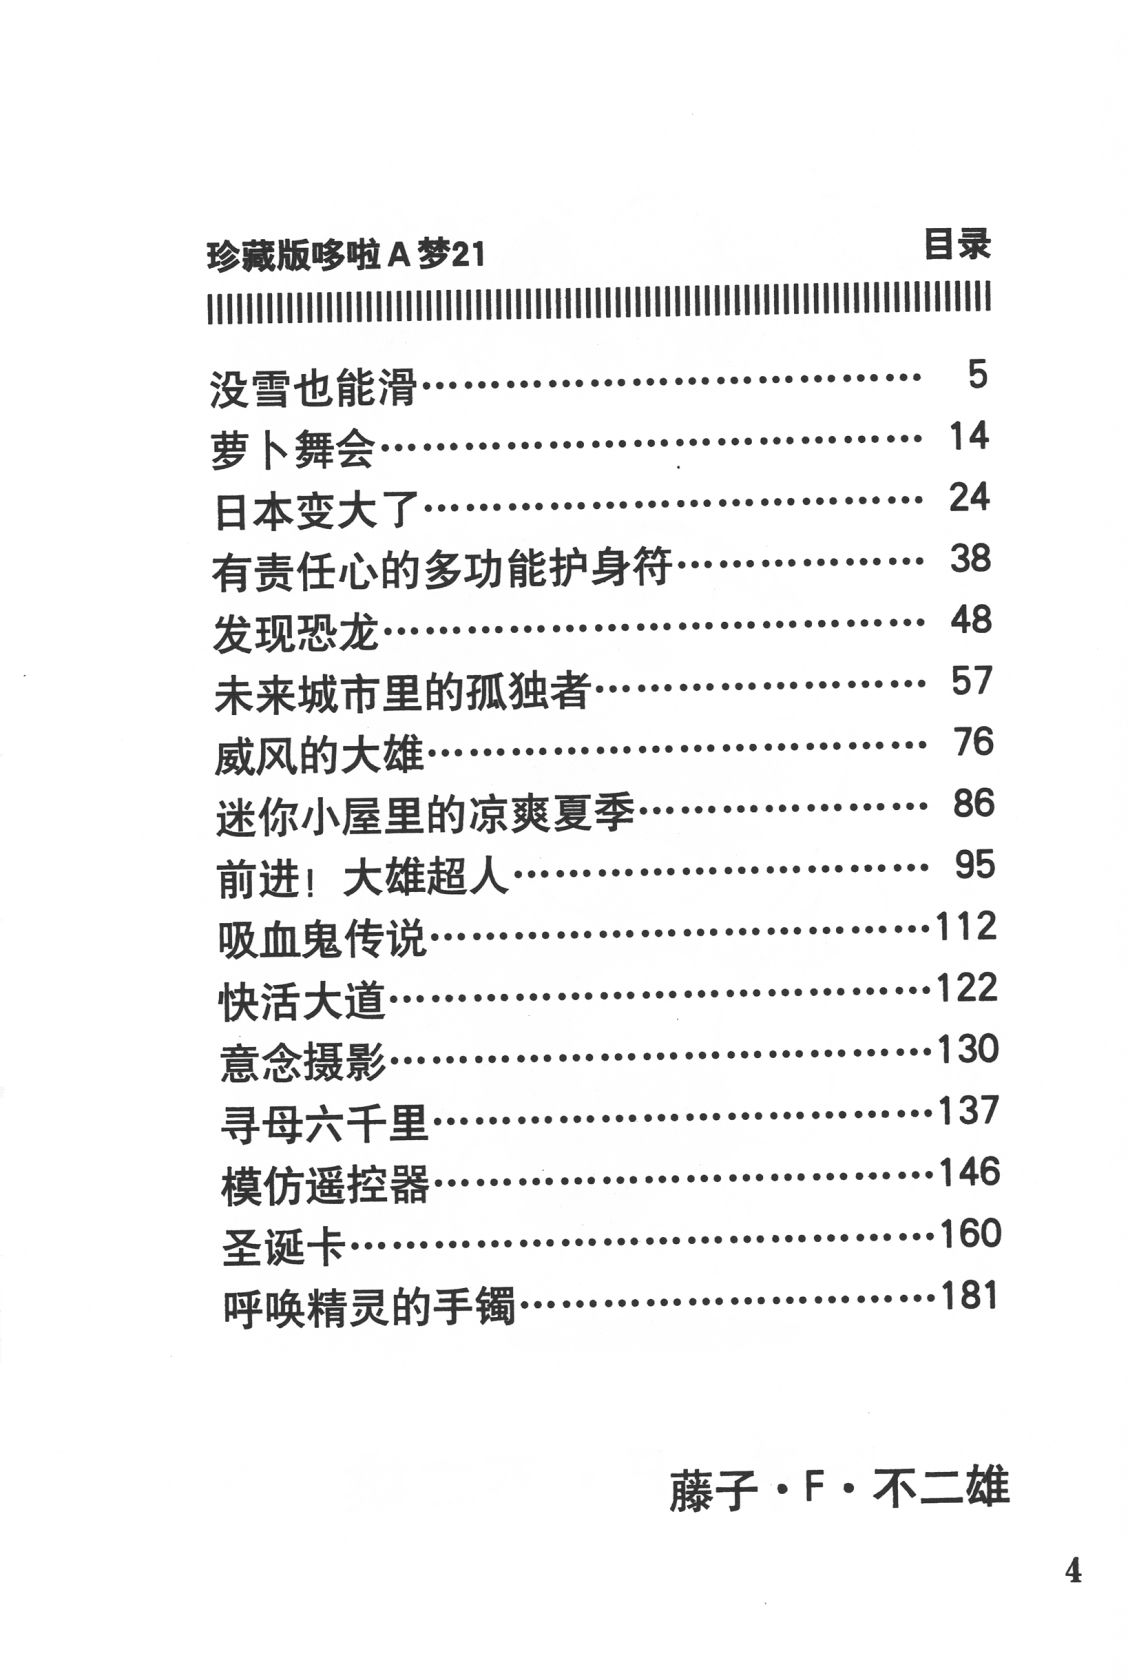 珍藏版哆啦A梦21 目录
没雪也能滑………………………………5
萝卜舞会…………………………………14
日本变大了………………………………24
有责任心的多功能护身符………………38
发现恐龙…………………………………48
未来城市里的孤独者……………………57
威风的大雄………………………………76
迷你小屋里的凉爽夏季…………………86
前进！大雄超人…………………………95
吸血鬼传说………………………………112
快活大道…………………………………122
意念摄影…………………………………130
寻母六千里………………………………137
模仿遥控器………………………………146
圣诞卡……………………………………160
呼唤精灵的手镯…………………………181
藤子·F·不二雄
4